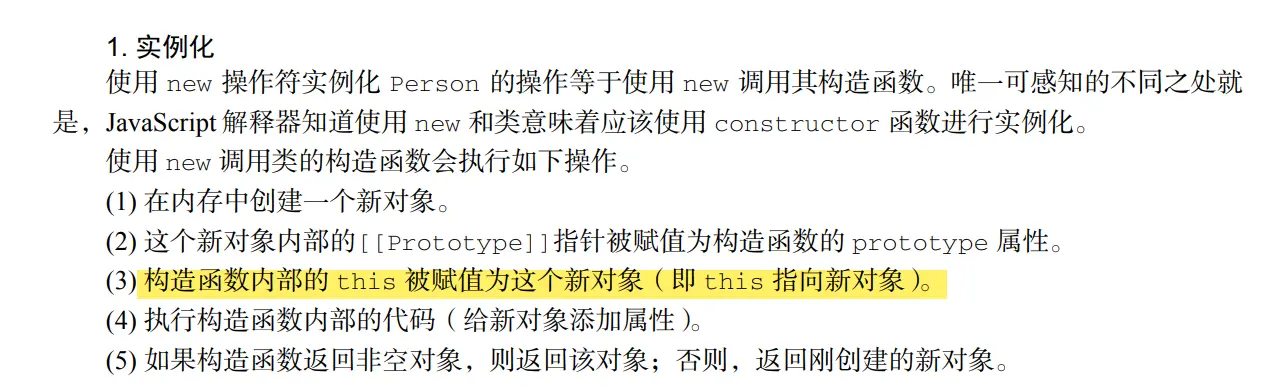 1. 实例化
使用 new 操作符实例化 Person 的操作等于使用 new 调用其构造函数。唯一可感知的不同之处就
是，JavaScript 解释器知道使用 new 和类意味着应该使用 constructor 函数进行实例化。
使用 new 调用类的构造函数会执行如下操作。
(1) 在内存中创建一个新对象。
(2) 这个新对象内部的[[Prototype]]指针被赋值为构造函数的 prototype 属性。
(3) 构造函数内部的 this 被赋值为这个新对象（即 this 指向新对象）。
(4) 执行构造函数内部的代码（给新对象添加属性）。
(5) 如果构造函数返回非空对象，则返回该对象；否则，返回刚创建的新对象。